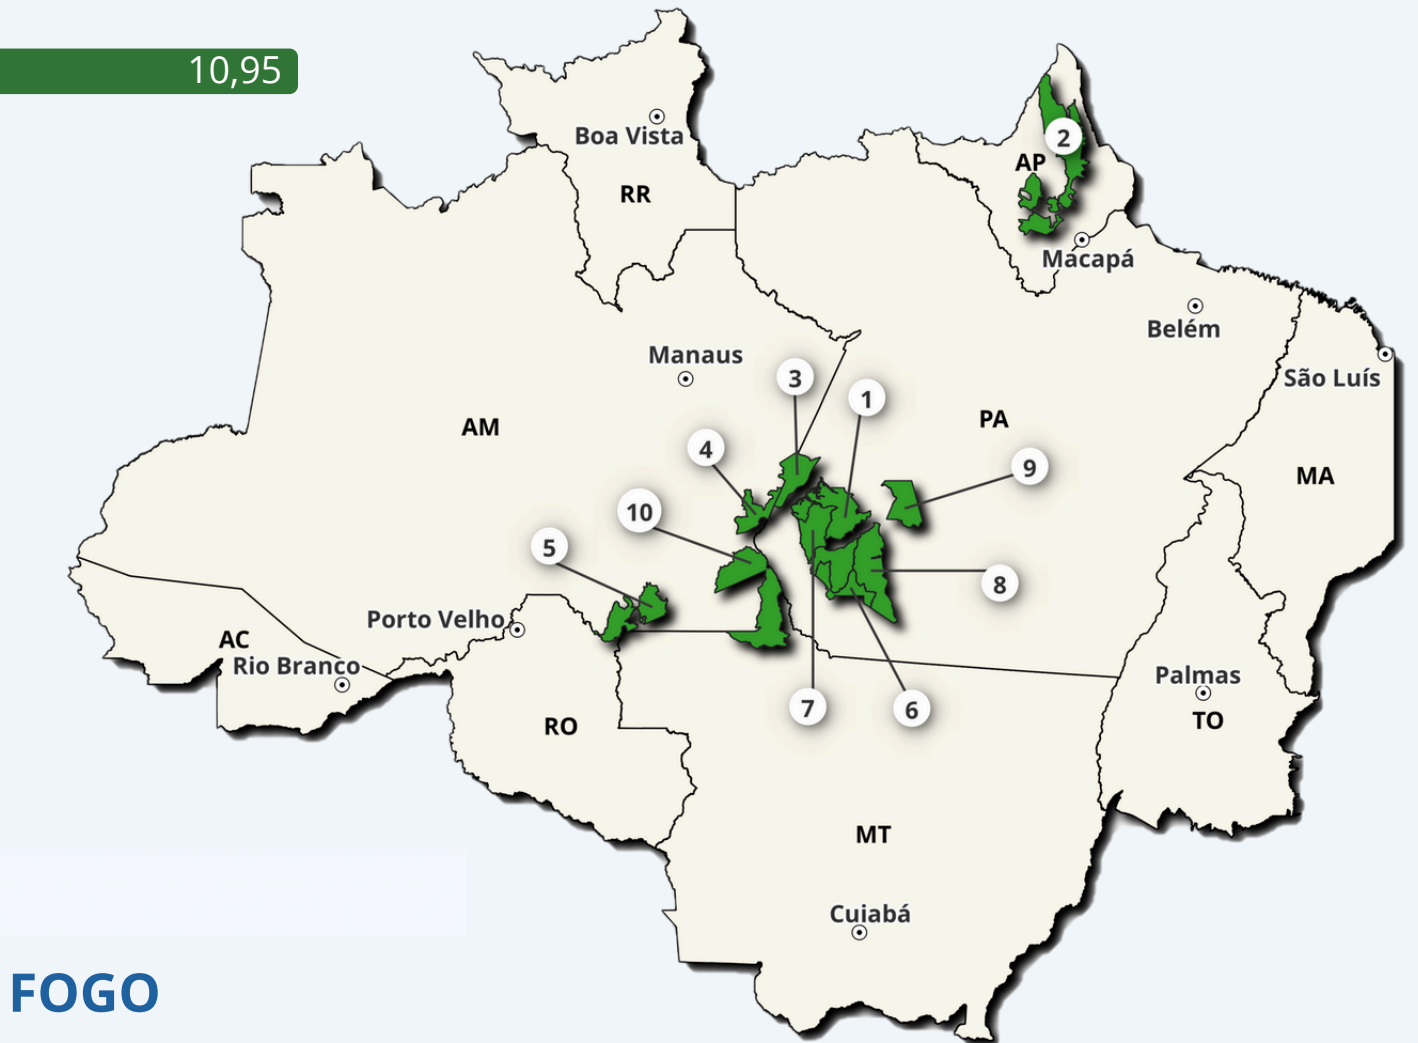 10,95
Boa Vista
RR
2
AP
Macapá
Belém
Manaus
São Luís
3
1
AM
PA
4
9
MA
10
5
8
Porto Velho
AC
Rio Branco
Palmas
7
6
TO
RO
MT
Cuiabá
FOGO